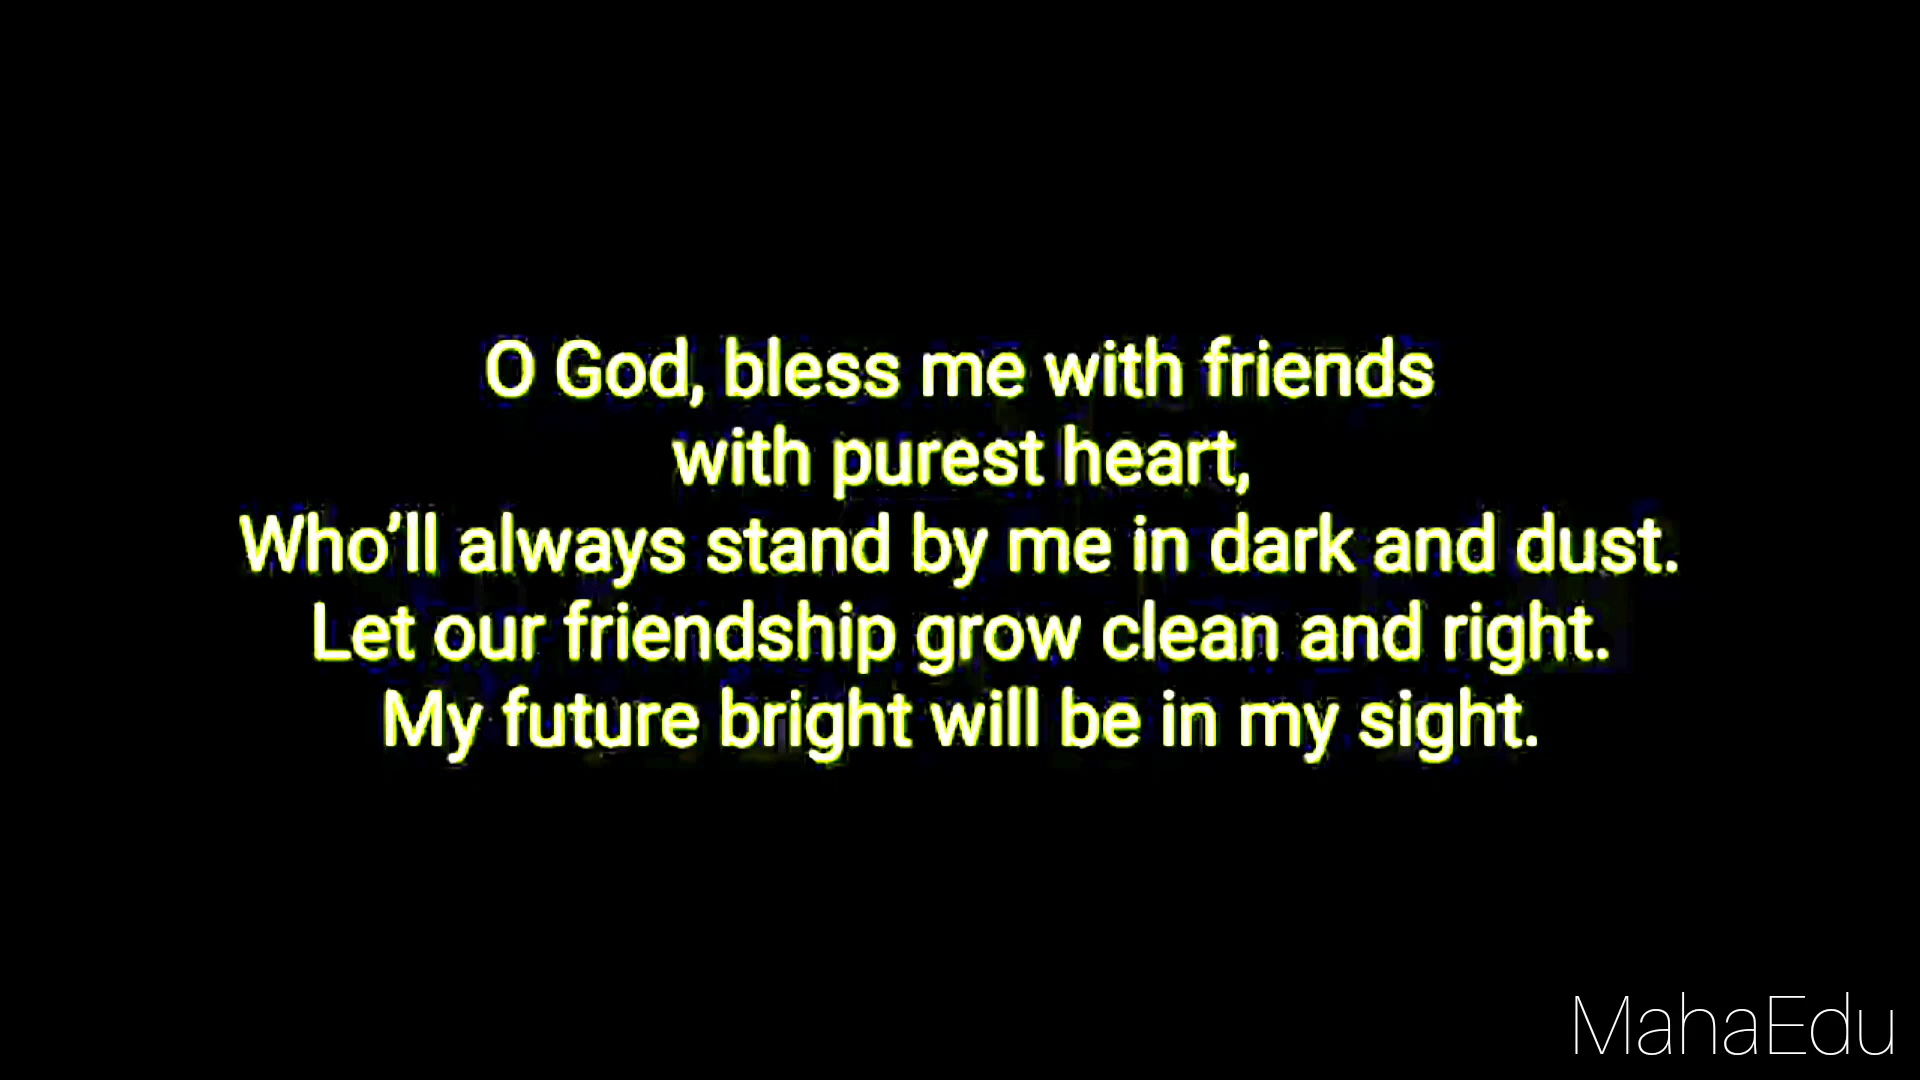 O God, bless me with friends
with purest heart,
Who’ll always stand by me in dark and dust.
Let our friendship grow clean and right.
My future bright will be in my sight.
MahaEdu